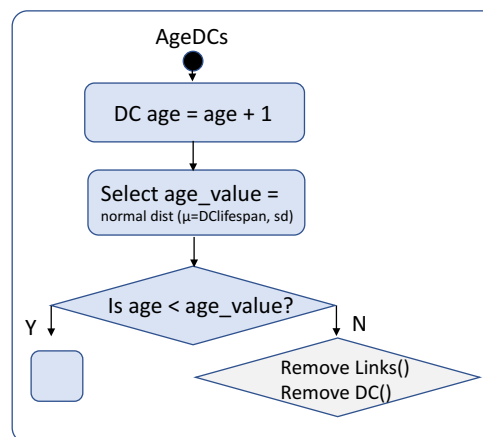 AgeDCs
DC age = age + 1
Select age_value =
normal dist (µ=DClifespan, sd)
Is age < age_value?
Y
N
Remove Links()
Remove DC()